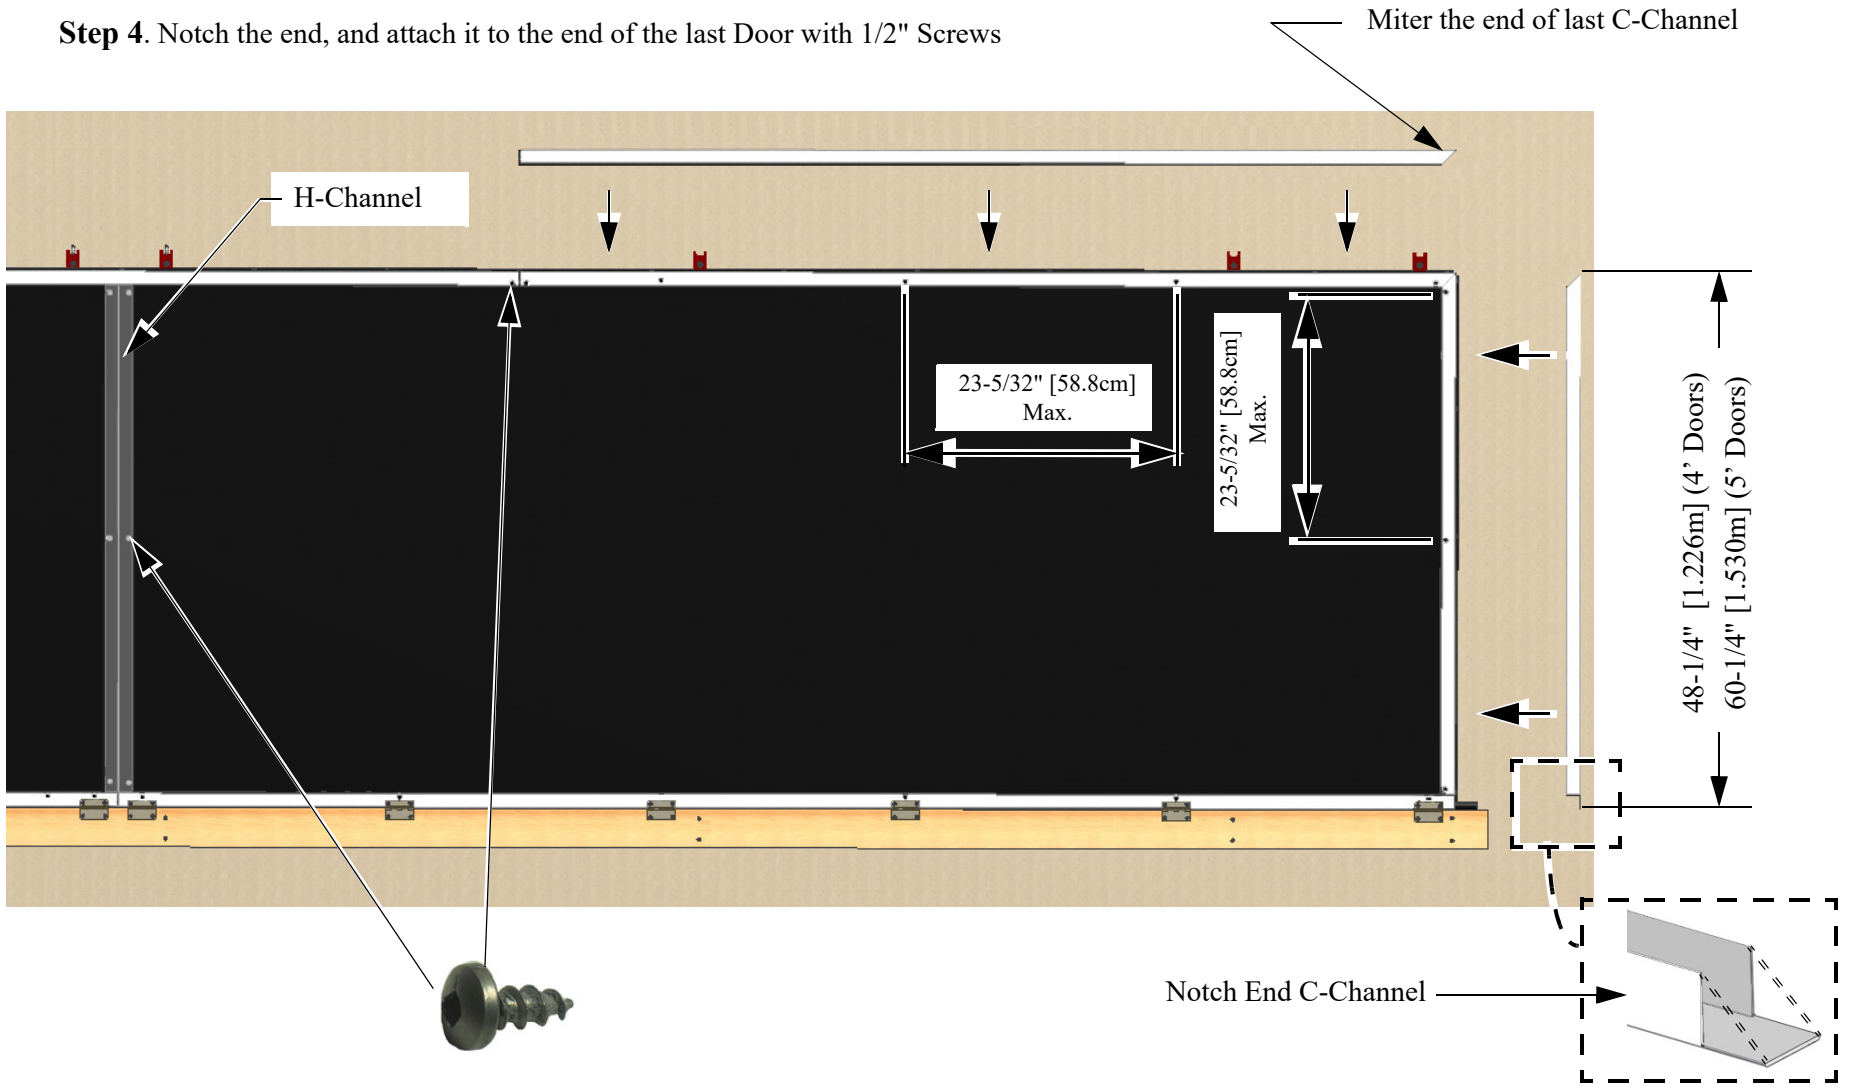 Step 4. Notch the end, and attach it to the end of the last Door with 1/2" Screws
Miter the end of last C-Channel
H-Channel
23-5/32" [58.8cm]
Max.
23-5/32" [58.8cm]
Max.
48-1/4" [1.226m] (4’ Doors)
60-1/4" [1.530m] (5’ Doors)
Notch End C-Channel